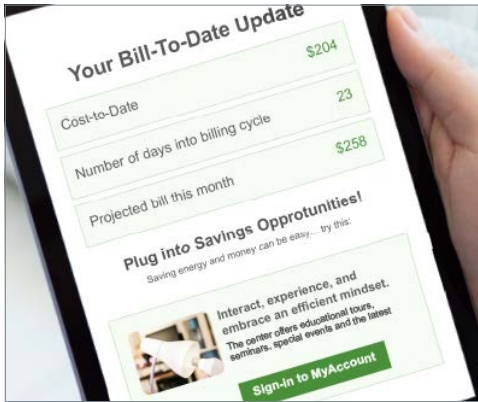 Your Bill-To-Date Update
Cost-to-Date $204
Number of days into billing cycle 23
Projected bill this month $258
Plug into Savings Opprotunities!
Saving energy and money can be easy... try this:
Interact, experience, and
embrace an efficient mindset.
The center offers educational tours,
seminars, special events and the latest
Sign-in to MyAccount